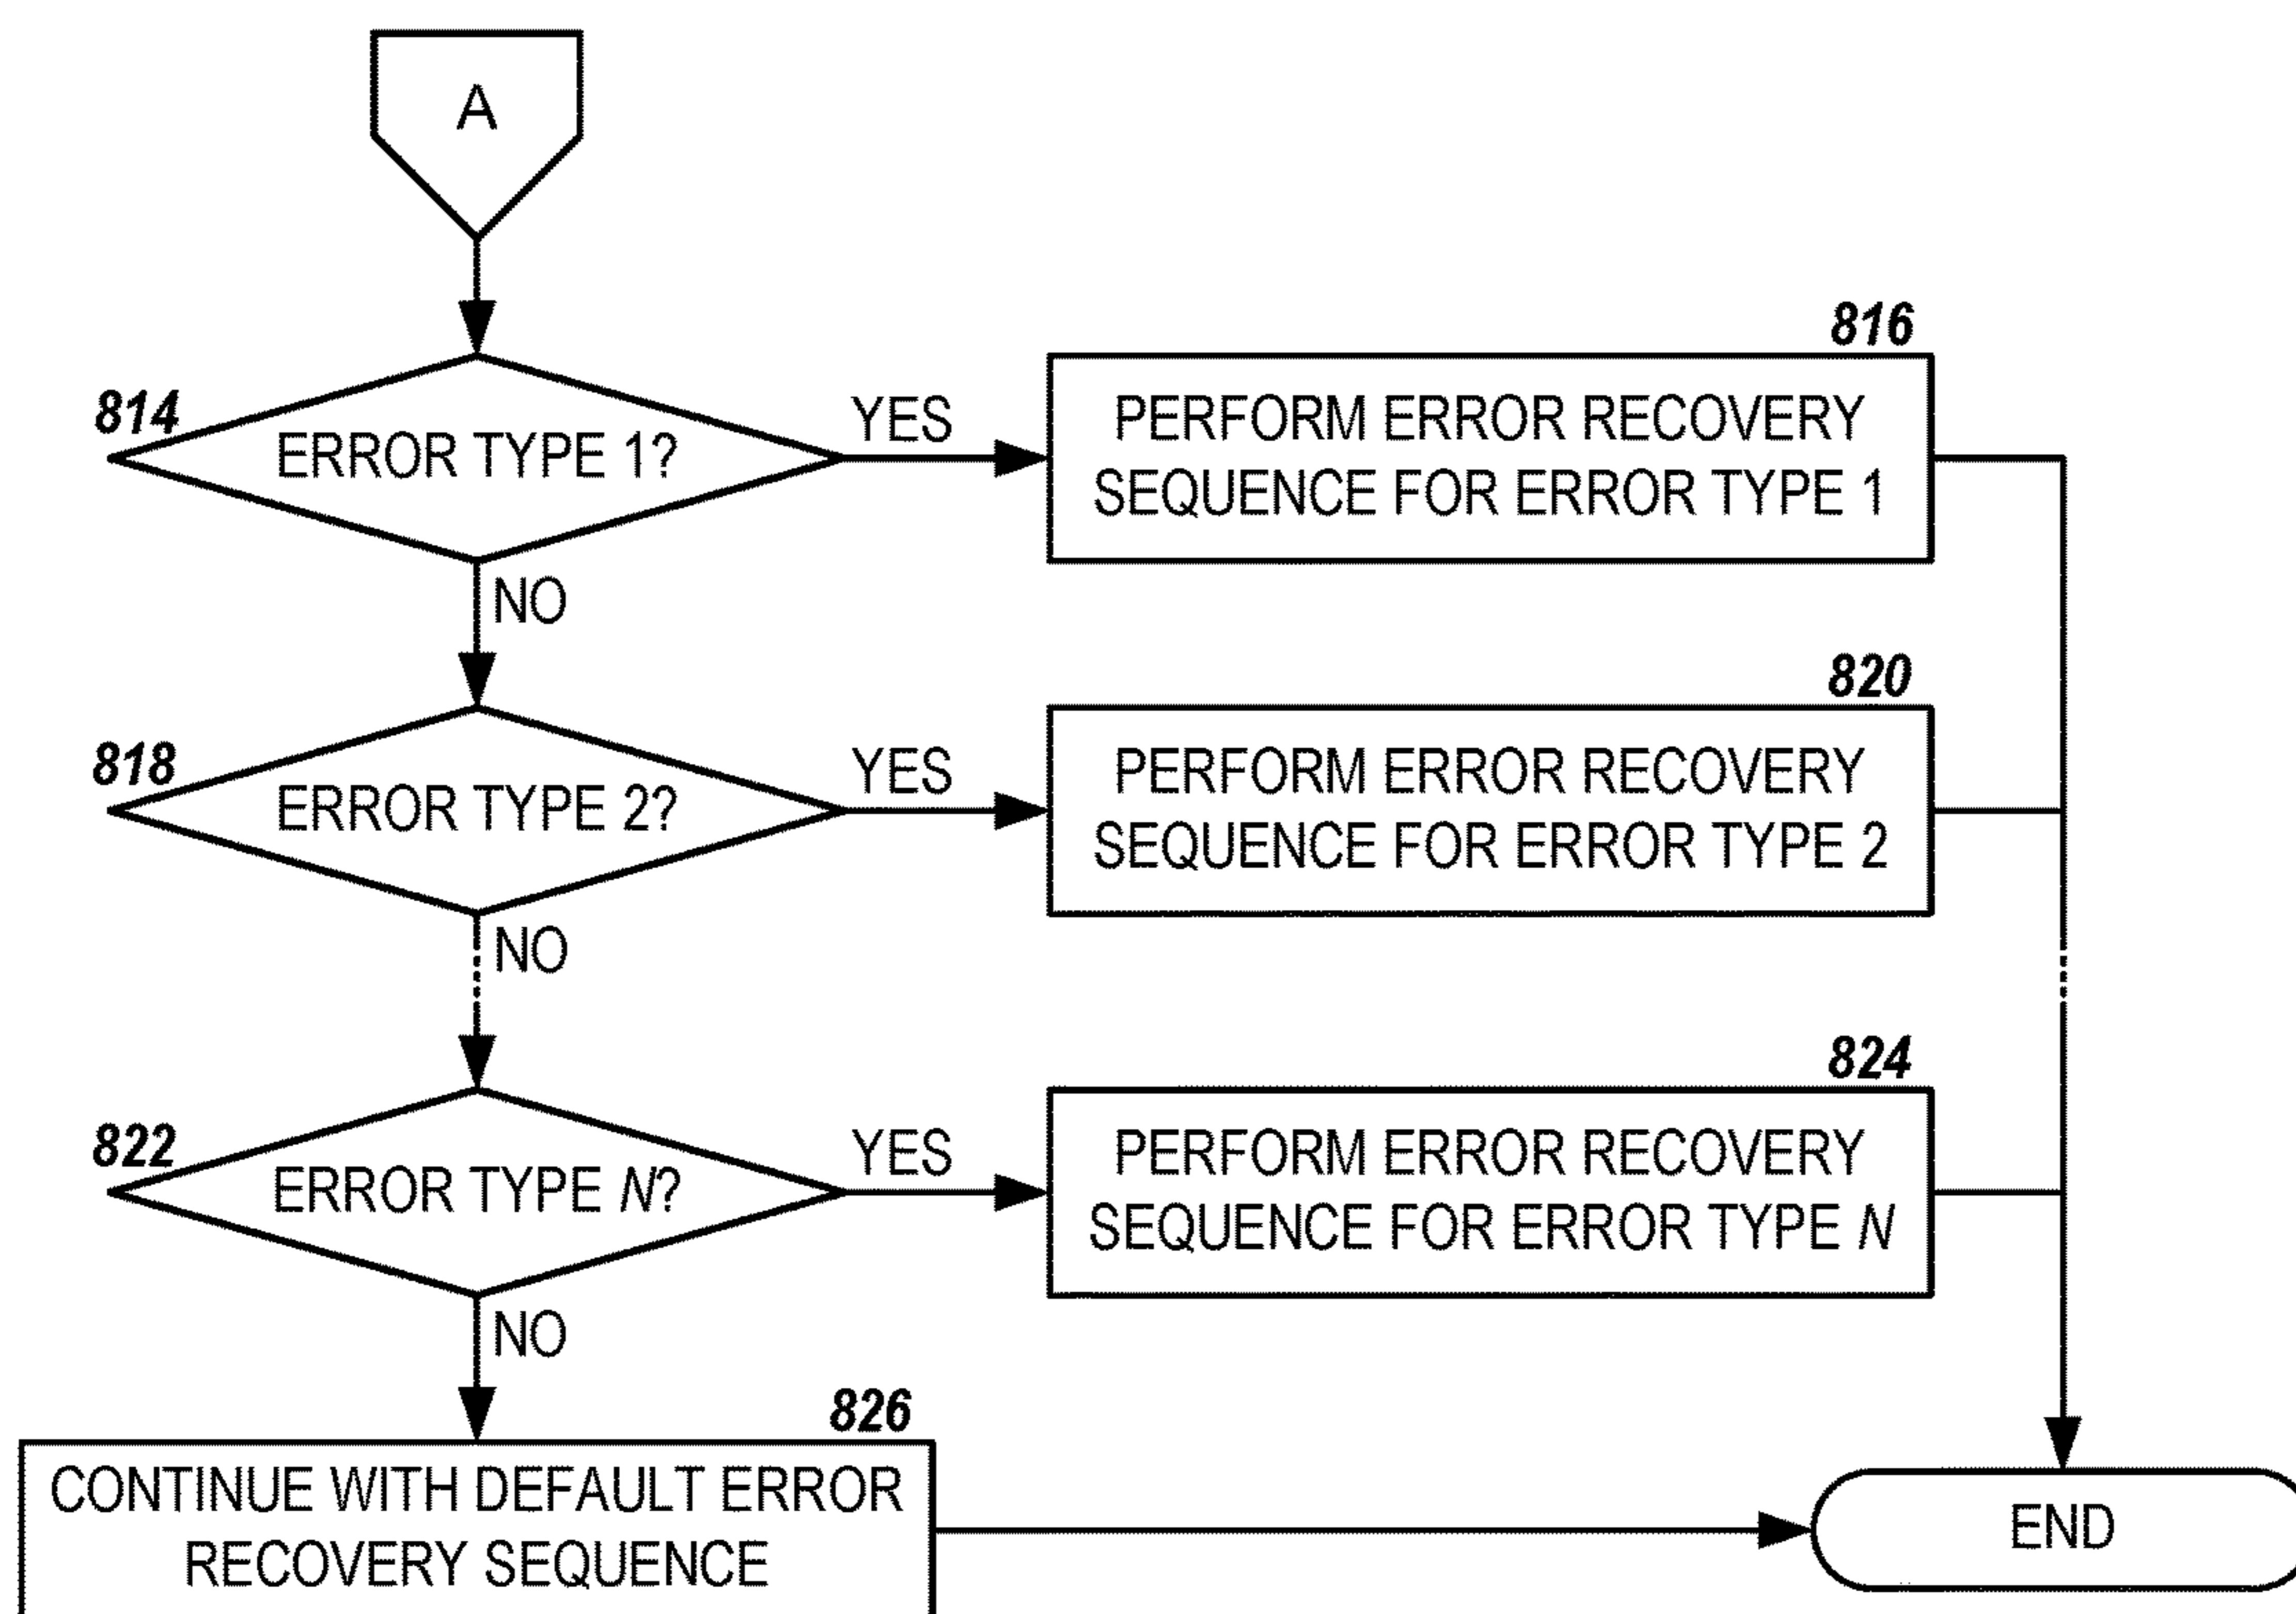 A
816
814
ERROR TYPE 1?
YES
PERFORM ERROR RECOVERY
SEQUENCE FOR ERROR TYPE 1
NO
820
818
ERROR TYPE 2?
YES
PERFORM ERROR RECOVERY
SEQUENCE FOR ERROR TYPE 2
NO
824
822
ERROR TYPE N?
YES
PERFORM ERROR RECOVERY
SEQUENCE FOR ERROR TYPE N
NO
826
CONTINUE WITH DEFAULT ERROR
RECOVERY SEQUENCE
END